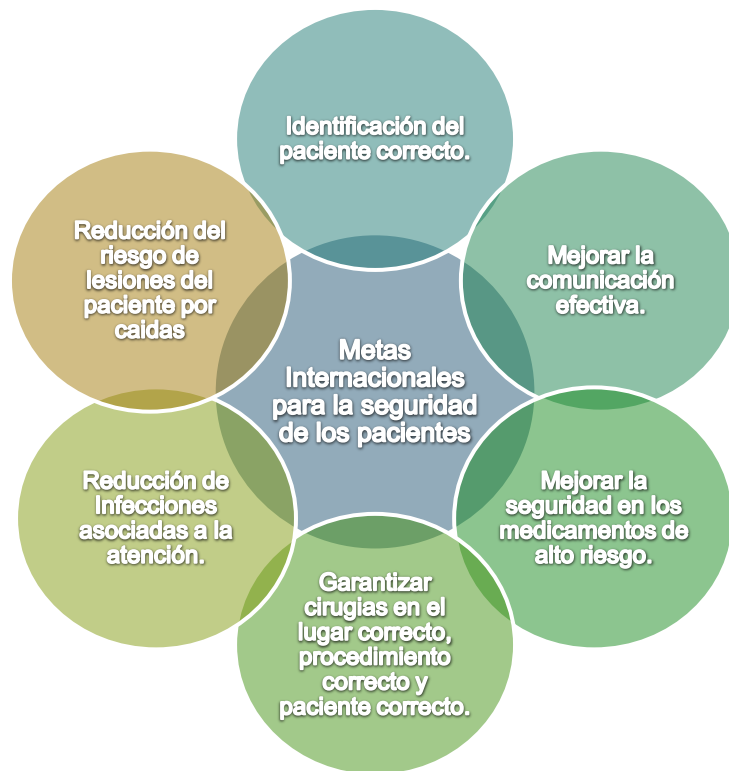 Identificación del
paciente correcto.
Mejorar la
comunicación
efectiva.
Mejorar la
seguridad en los
medicamentos de
alto riesgo.
Garantizar
cirugias en el
lugar correcto,
procedimiento
correcto y
paciente correcto.
Reducción de
Infecciones
asociadas a la
atención.
Reducción del
riesgo de
lesiones del
paciente por
caidas
Metas
Internacionales
para la seguridad
de los pacientes